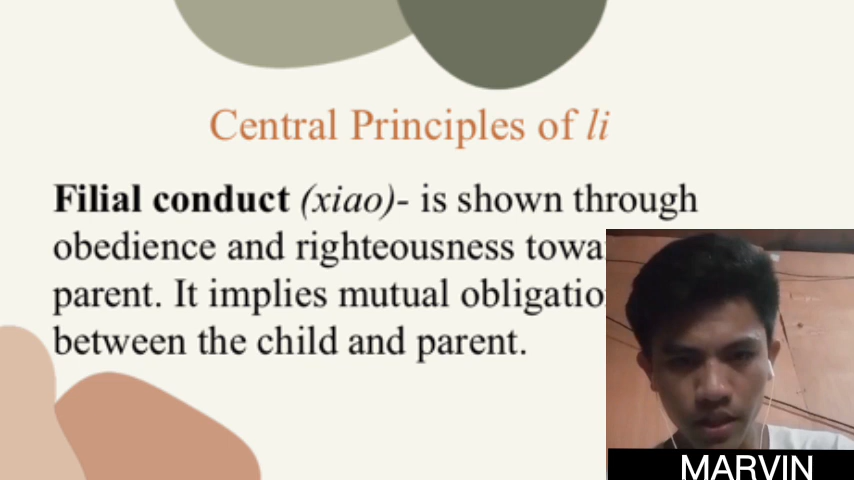 Central Principles of li
Filial conduct (xiao)- is shown through
obedience and righteousness
parent. It implies mutual
between the child and parent.
MARVIN